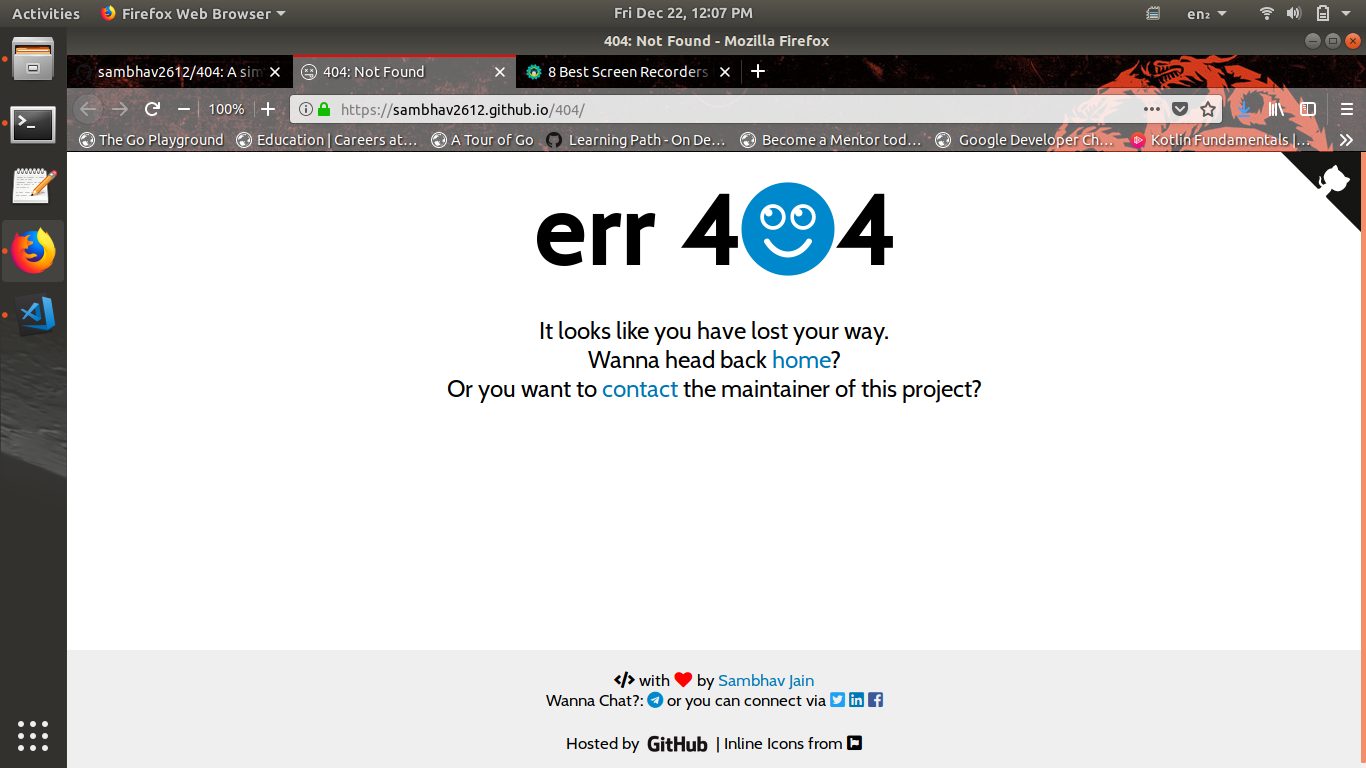 Activities Firefox Web Browser Fri Dec 22, 12:07 PM en₂
404: Not Found - Mozilla Firefox
sambhav2612/404: A sim 404: Not Found 8 Best Screen Recorders
100% https://sambhav2612.github.io/404/
The Go Playground Education | Careers at… A Tour of Go Learning Path - On De… Become a Mentor tod… Google Developer Ch… Kotlin Fundamentals |…
err 4 4
It looks like you have lost your way.
Wanna head back home?
Or you want to contact the maintainer of this project?
</> with ❤ by Sambhav Jain
Wanna Chat?: or you can connect via
Hosted by GitHub | Inline Icons from